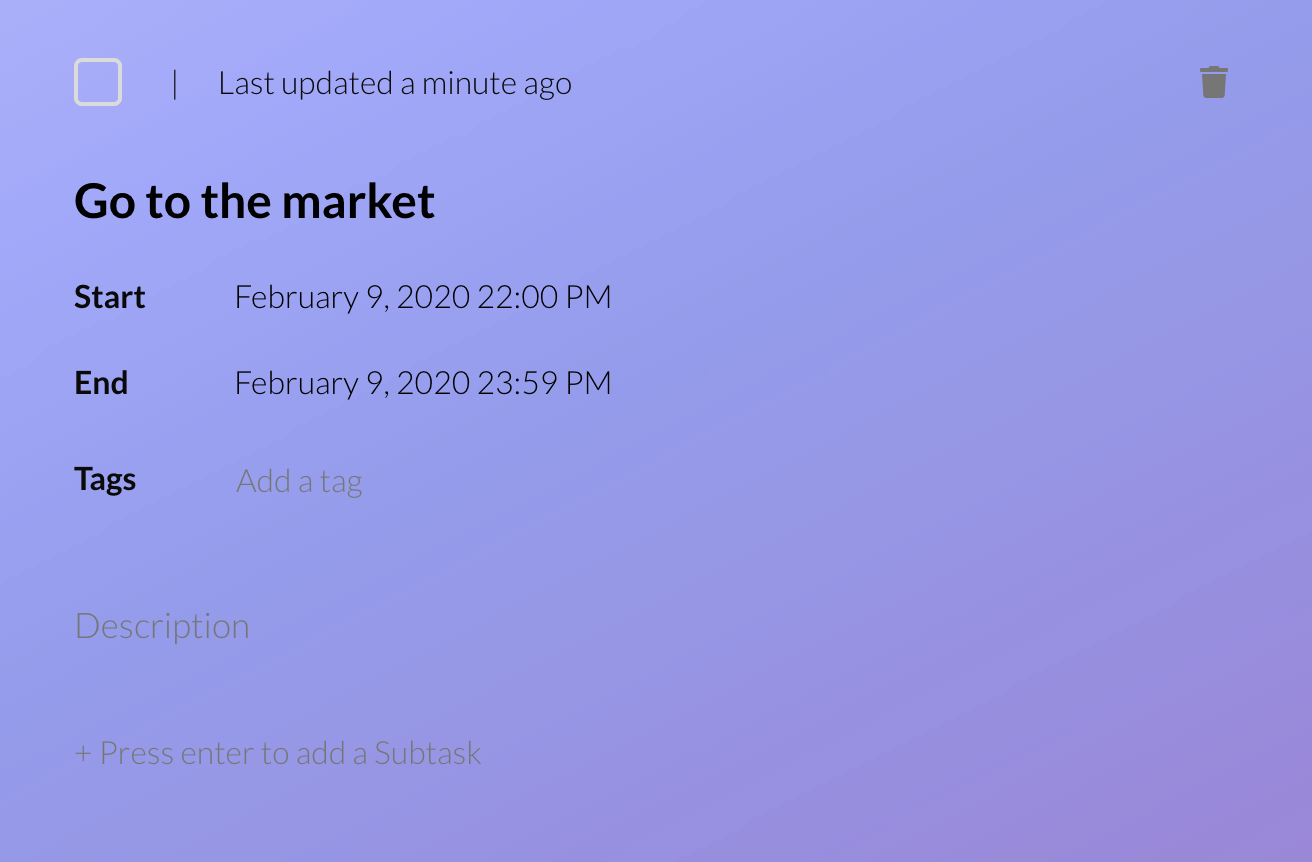 | Last updated a minute ago
Go to the market
Start February 9, 2020 22:00 PM
End February 9, 2020 23:59 PM
Tags Add a tag
Description
+ Press enter to add a Subtask